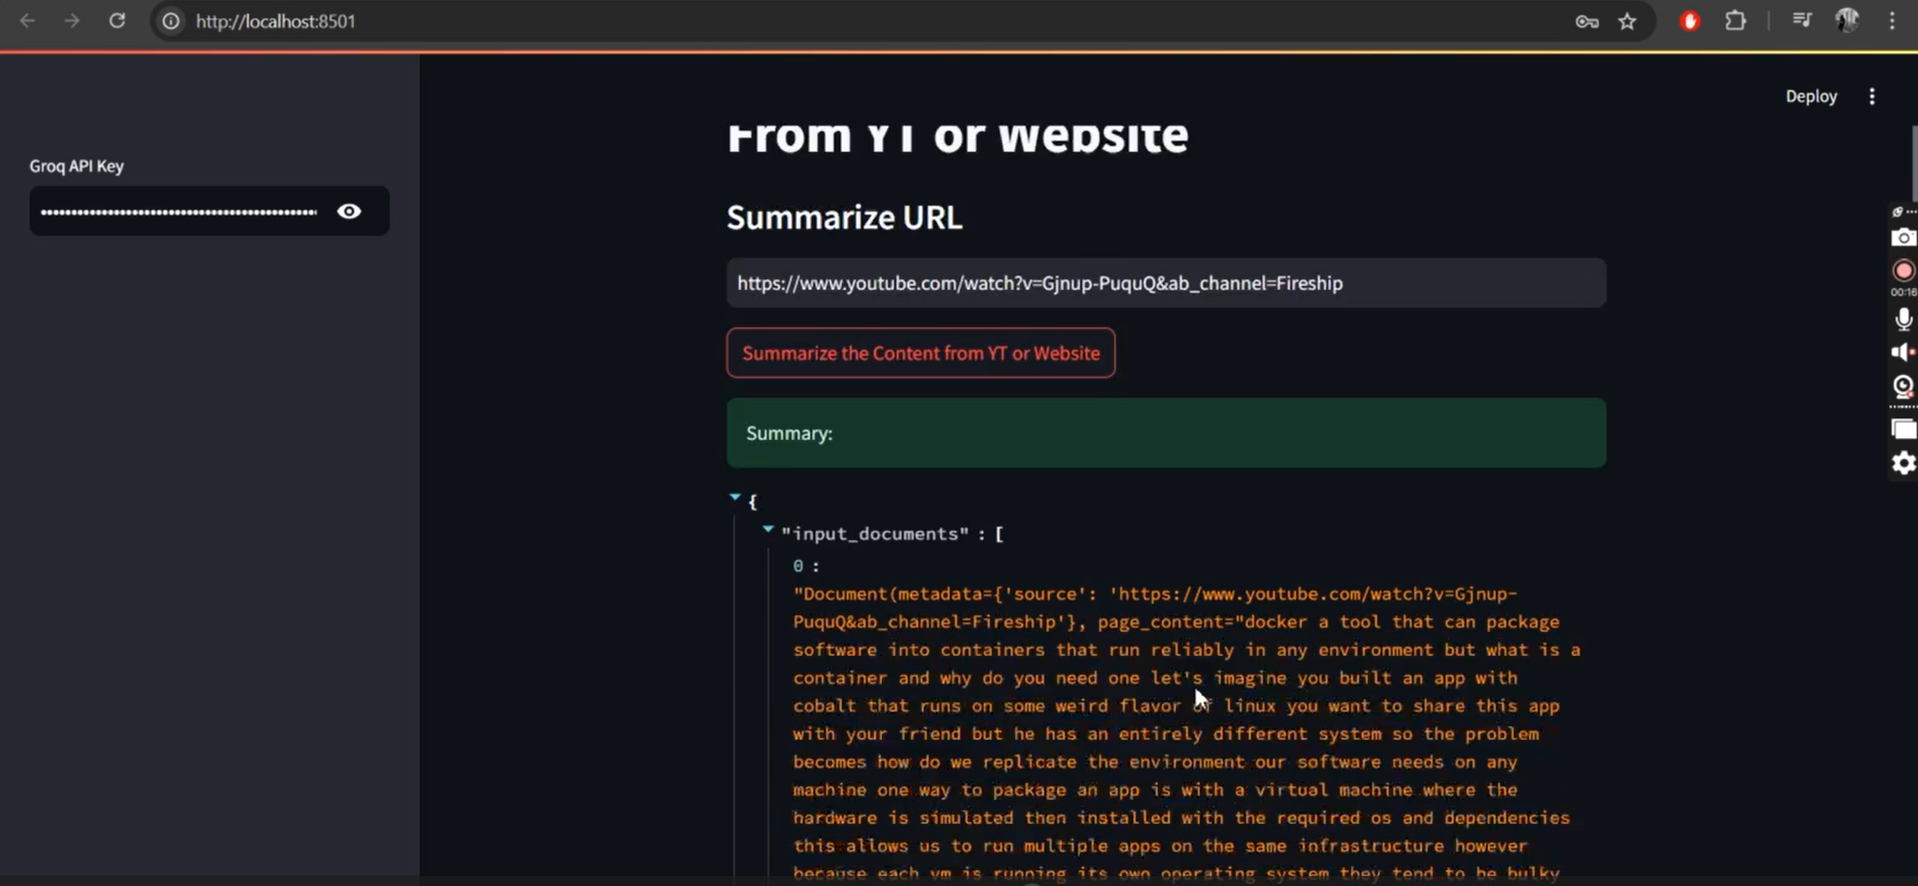 http://localhost:8501
Deploy
Groq API Key
From YT or Website
Summarize URL
https://www.youtube.com/watch?v=Gjnup-PuquQ&ab_channel=Fireship
Summarize the Content from YT or Website
Summary:
{
"input_documents" : [
0 :
"Document(metadata={'source': 'https://www.youtube.com/watch?v=Gjnup-
PuquQ&ab_channel=Fireship'}, page_content="docker a tool that can package
software into containers that run reliably in any environment but what is a
container and why do you need one let's imagine you built an app with
cobalt that runs on some weird flavor of linux you want to share this app
with your friend but he has an entirely different system so the problem
becomes how do we replicate the environment our software needs on any
machine one way to package an app is with a virtual machine where the
hardware is simulated then installed with the required os and dependencies
this allows us to run multiple apps on the same infrastructure however
because each vm is running its own operating system they tend to be bulky
00:16